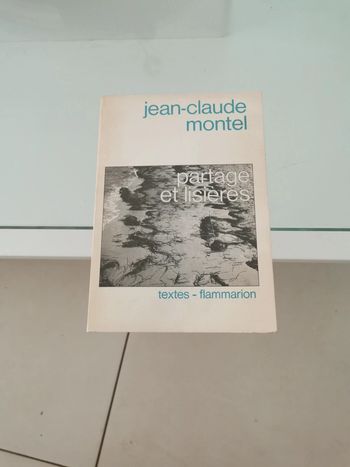 jean-claude
montel
partage
et lisières
textes - flammarion